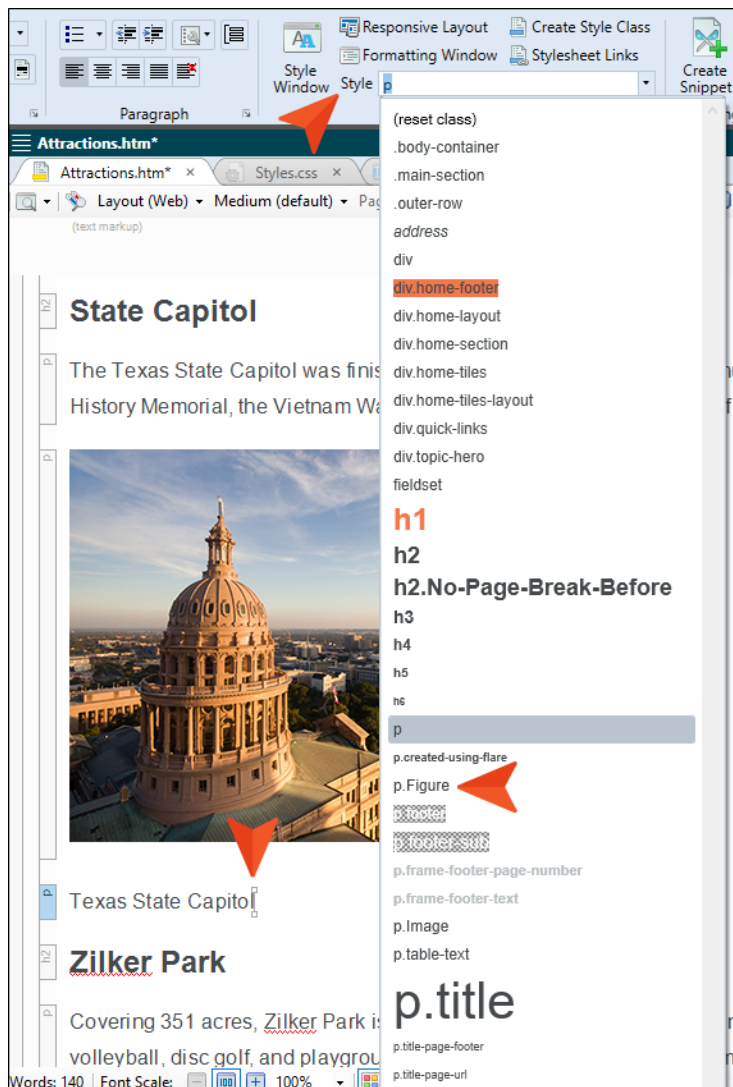 Responsive Layout
Create Style Class
Formatting Window
Stylesheet Links
Style
Window
Style
p
Create
Snippet
Paragraph
Attractions.htm*
Attractions.htm*
Styles.css
Layout (Web)
Medium (default)
(text markup)
h2
State Capitol
p
The Texas State Capitol was
History Memorial, the Vietnam
p
p
Texas State Capitol
h2
Zilker Park
p
Covering 351 acres, Zilker Park
volleyball, disc golf, and
Words: 140
Font Scale:
100%
(reset class)
.body-container
.main-section
.outer-row
address
div
div.home-footer
div.home-layout
div.home-section
div.home-tiles
div.home-tiles-layout
div.quick-links
div.topic-hero
fieldset
h1
h2
h2.No-Page-Break-Before
h3
h4
h5
h6
p
p.created-using-flare
p.Figure
p.footer
p.footer-sub
p.frame-footer-page-number
p.frame-footer-text
p.Image
p.table-text
p.title
p.title-page-footer
p.title-page-url